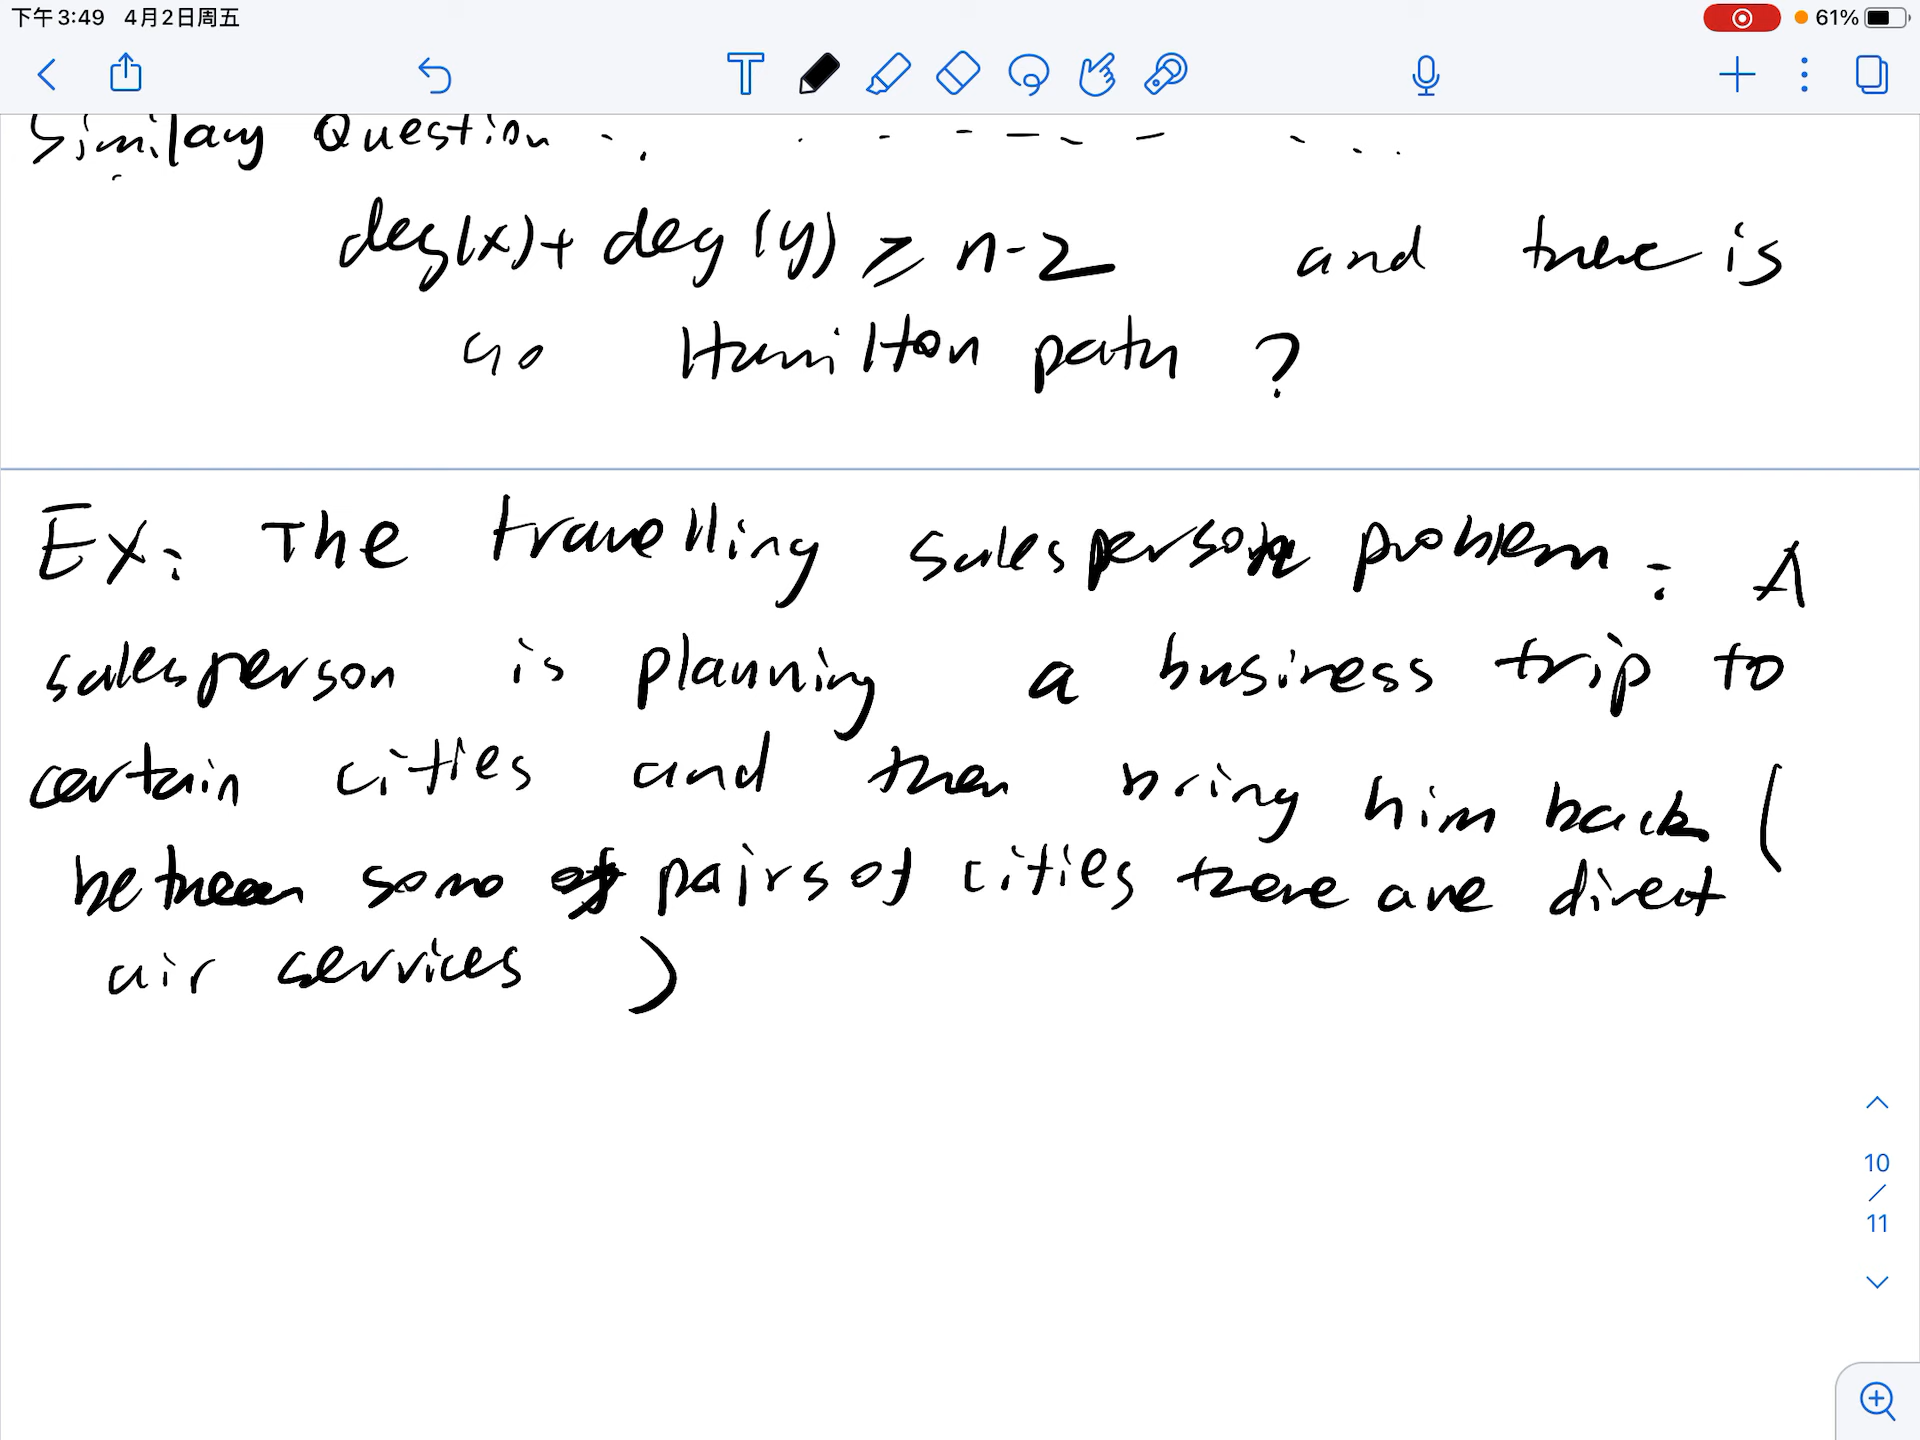 下午3:49 4月2日周五
61%
T
Similary Question
deg(x) + deg(y) ≥ n-2 and there is
no Hamilton path ?
Ex: The travelling salesperson problem: A
salesperson is planning a business trip to
certain cities and then bring him back (
between some of pairs of cities there are direct
air services )
10
/
11